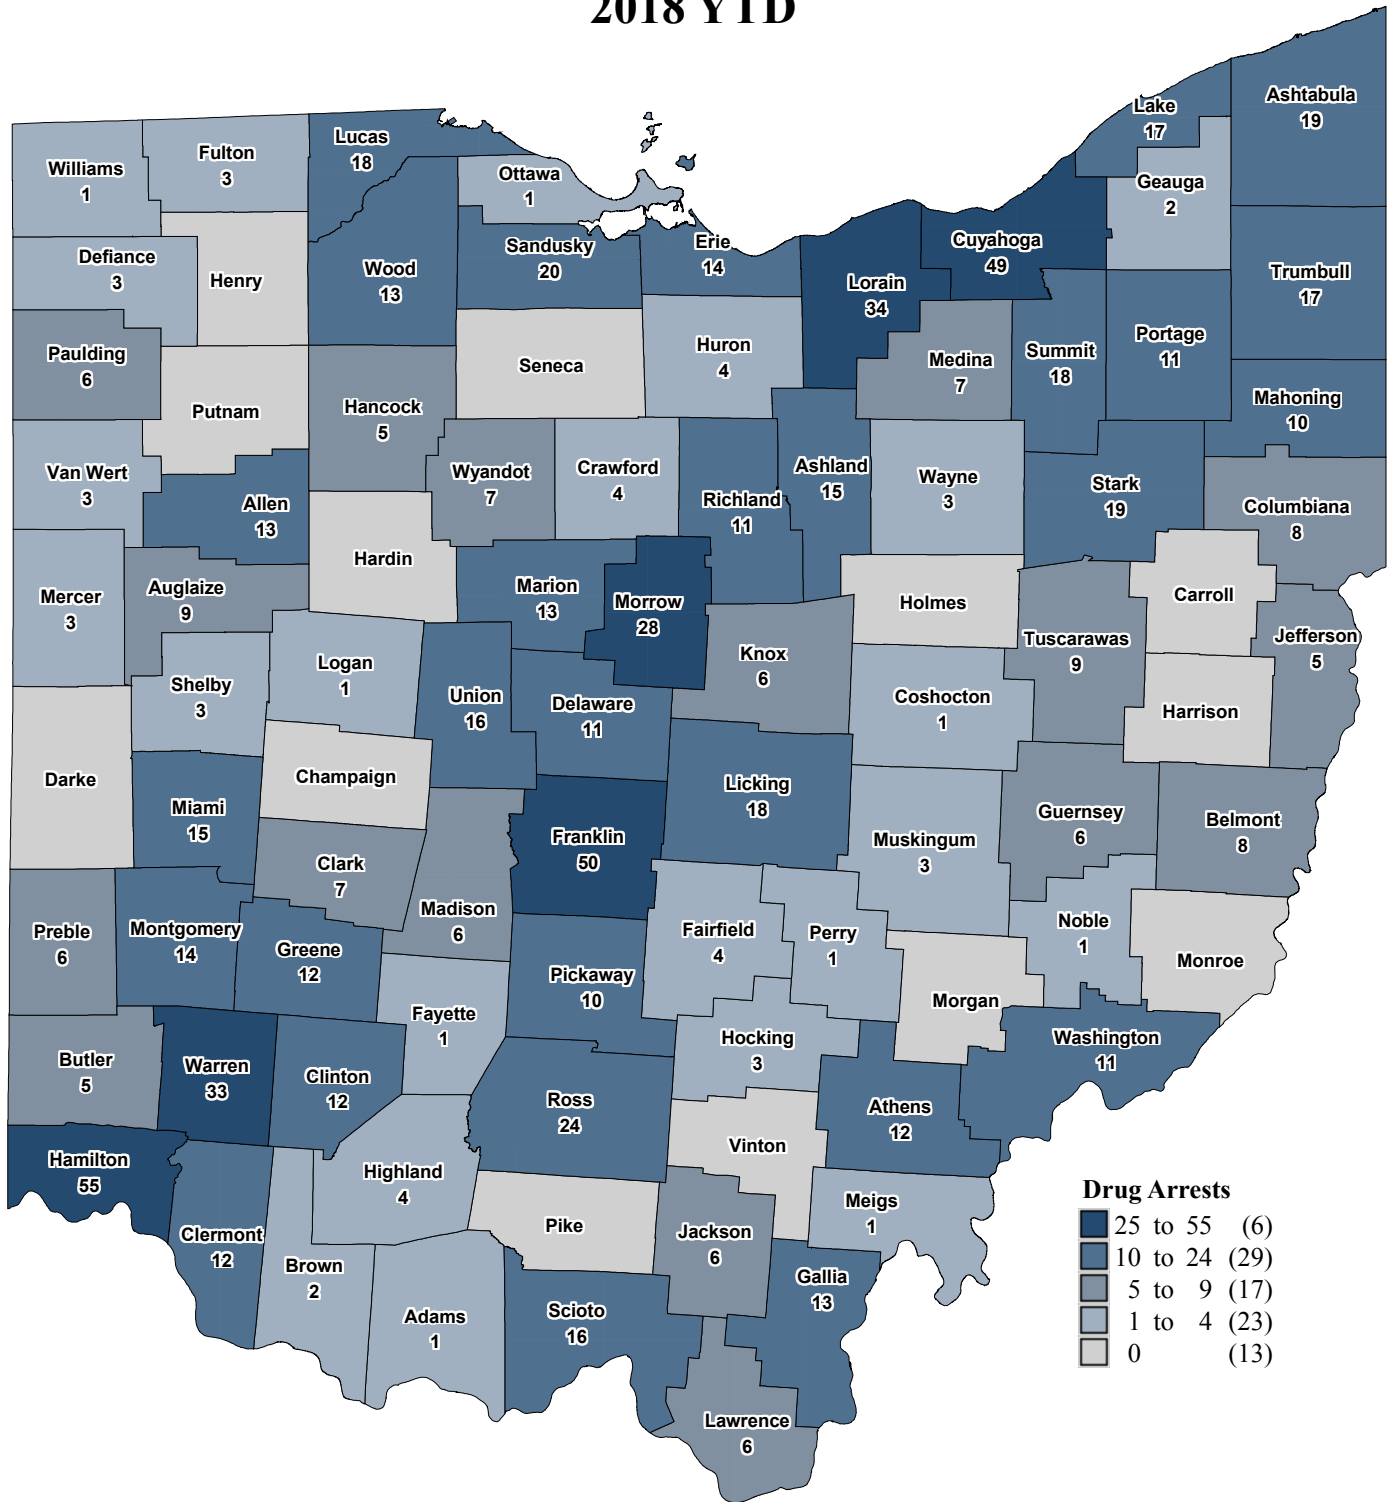 2018 YTD
Ashtabula
19
Lake
17
Lucas
18
Fulton
3
Williams
1
Ottawa
1
Geauga
2
Cuyahoga
49
Erie
14
Sandusky
20
Defiance
3
Wood
13
Henry
Lorain
34
Trumbull
17
Portage
11
Summit
18
Medina
7
Huron
4
Seneca
Paulding
6
Putnam
Hancock
5
Mahoning
10
Van Wert
3
Allen
13
Wyandot
7
Crawford
4
Richland
11
Ashland
15
Wayne
3
Stark
19
Columbiana
8
Hardin
Mercer
3
Auglaize
9
Marion
13
Morrow
28
Holmes
Carroll
Jefferson
5
Tuscarawas
9
Knox
6
Logan
1
Shelby
3
Union
16
Delaware
11
Coshocton
1
Harrison
Darke
Champaign
Miami
15
Licking
18
Guernsey
6
Belmont
8
Franklin
50
Muskingum
3
Clark
7
Madison
6
Preble
6
Montgomery
14
Greene
12
Fairfield
4
Perry
1
Noble
1
Monroe
Pickaway
10
Morgan
Fayette
1
Hocking
3
Washington
11
Butler
5
Warren
33
Clinton
12
Ross
24
Athens
12
Vinton
Hamilton
55
Highland
4
Meigs
1
Pike
Jackson
6
Clermont
12
Brown
2
Gallia
13
Adams
1
Scioto
16
Lawrence
6
Drug Arrests
25 to 55 (6)
10 to 24 (29)
5 to 9 (17)
1 to 4 (23)
0 (13)